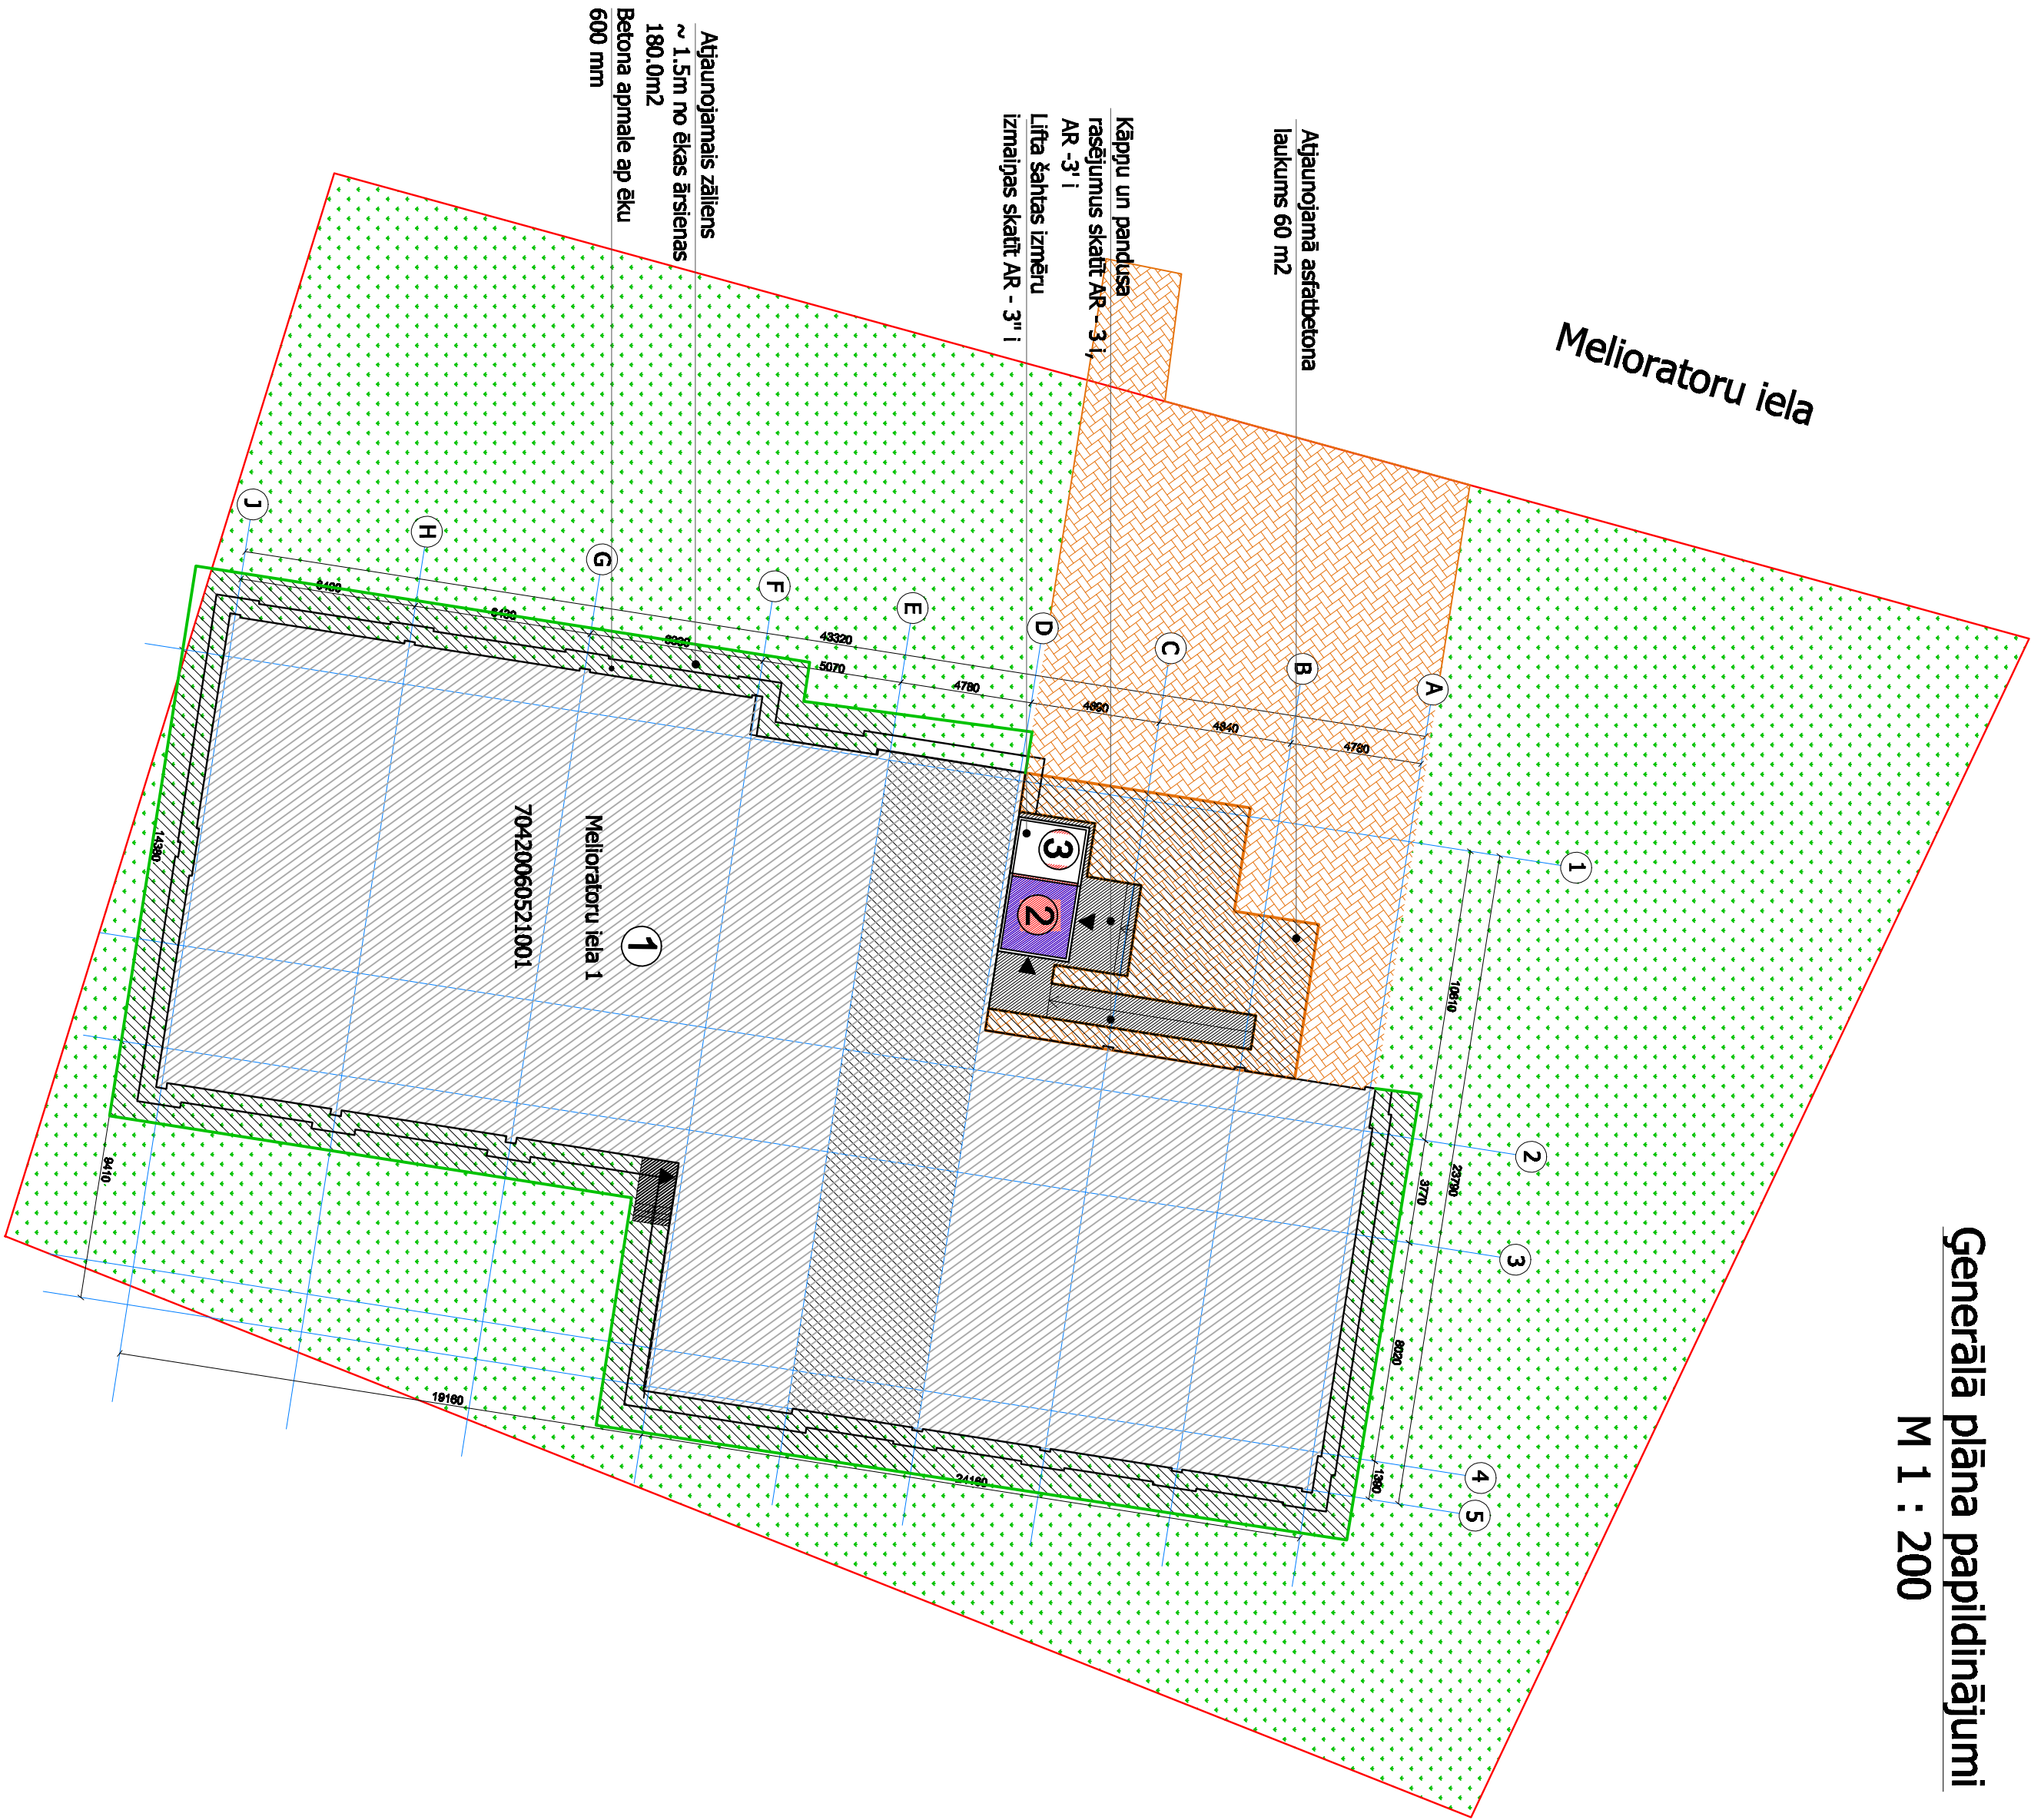 Ģenerālā plāna papildinājumi
M 1 : 200
Melioratoru iela
Atjaunojamā asfatbetona
laukums 60 m2
Kāpņu un pandusa
rasējumus skatīt AR - 3 i,
AR -3' i
Lifta šahtas izmēru
izmaiņas skatīt AR - 3" i
Atjaunojamais zāliens
~ 1.5m no ēkas ārsienas
180.0m2
Betona apmale ap ēku
600 mm
1
2
3
4
5
10610
3770
8020
1390
23790
A
B
C
D
E
F
G
H
J
4780
4840
4690
4780
5070
43320
3
2
1
Melioratoru iela 1
70420060521001
14380
9410
19160
24160